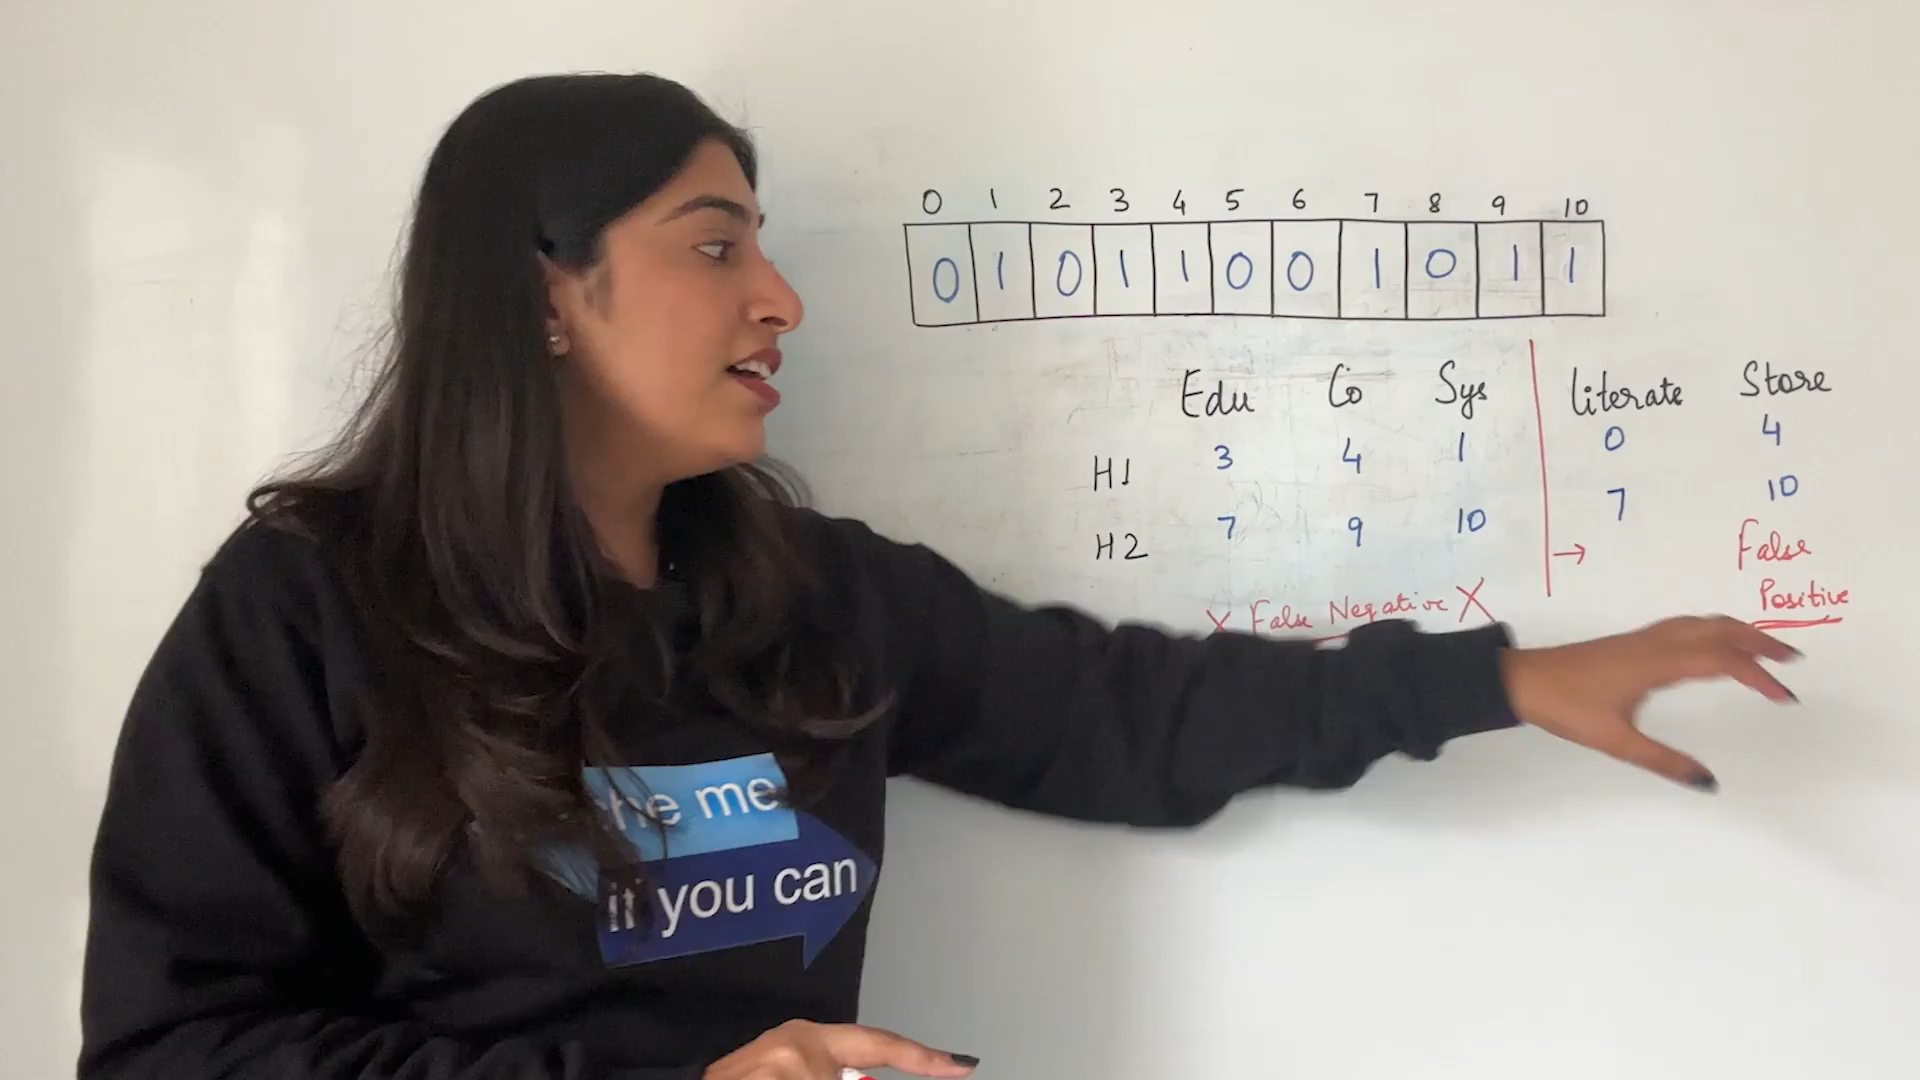 0 1 2 3 4 5 6 7 8 9 10
0 1 0 1 1 0 0 1 0 1 1
Edu Co Sys literate Store
H1 3 4 1 0 4
H2 7 9 10 7 10
→ False
Positive
X False Negative X
he me
if you can